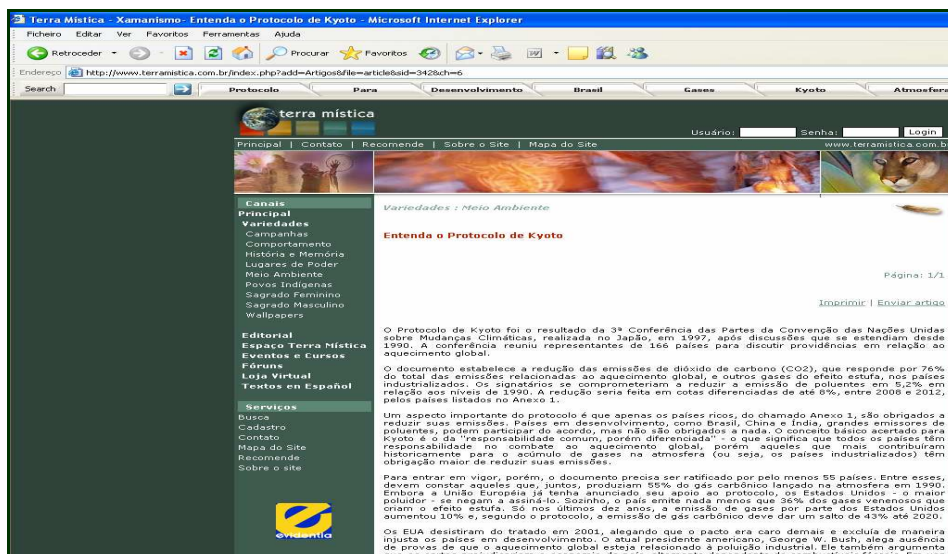 Terra Mística - Xamanismo- Entenda o Protocolo de Kyoto - Microsoft Internet Explorer
Ficheiro Editar Ver Favoritos Ferramentas Ajuda
Retroceder Procurar Favoritos
Endereço http://www.terramistica.com.br/index.php?add=Artigos&file=article&sid=342&ch=6
Search Protocolo Para Desenvolvimento Brasil Gases Kyoto Atmosfera
terra mística
Usuário: Senha: Login
Principal | Contato | Recomende | Sobre o Site | Mapa do Site www.terramistica.com.b
Canais
Principal
Variedades
Campanhas
Comportamento
História e Memória
Lugares de Poder
Meio Ambiente
Povos Indígenas
Sagrado Feminino
Sagrado Masculino
Wallpapers
Editorial
Espaço Terra Mística
Eventos e Cursos
Fóruns
Loja Virtual
Textos en Español
Serviços
Busca
Cadastro
Contato
Mapa do Site
Recomende
Sobre o site
evidentia
Variedades : Meio Ambiente
Entenda o Protocolo de Kyoto
Página: 1/1
Imprimir | Enviar artigo
O Protocolo de Kyoto foi o resultado da 3ª Conferência das Partes da Convenção das Nações Unidas
sobre Mudanças Climáticas, realizada no Japão, em 1997, após discussões que se estendiam desde
1990. A conferência reuniu representantes de 166 países para discutir providências em relação ao
aquecimento global.
O documento estabelece a redução das emissões de dióxido de carbono (CO2), que responde por 76%
do total das emissões relacionadas ao aquecimento global, e outros gases do efeito estufa, nos países
industrializados. Os signatários se comprometeriam a reduzir a emissão de poluentes em 5,2% em
relação aos níveis de 1990. A redução seria feita em cotas diferenciadas de até 8%, entre 2008 e 2012,
pelos países listados no Anexo 1.
Um aspecto importante do protocolo é que apenas os países ricos, do chamado Anexo 1, são obrigados a
reduzir suas emissões. Países em desenvolvimento, como Brasil, China e Índia, grandes emissores de
poluentes, podem participar do acordo, mas não são obrigados a nada. O conceito básico acertado para
Kyoto é o da "responsabilidade comum, porém diferenciada" - o que significa que todos os países têm
responsabilidade no combate ao aquecimento global, porém aqueles que mais contribuíram
historicamente para o acúmulo de gases na atmosfera (ou seja, os países industrializados) têm
obrigação maior de reduzir suas emissões.
Para entrar em vigor, porém, o documento precisa ser ratificado por pelo menos 55 países. Entre esses,
devem constar aqueles que, juntos, produziam 55% do gás carbônico lançado na atmosfera em 1990.
Embora a União Européia já tenha anunciado seu apoio ao protocolo, os Estados Unidos - o maior
poluidor - se negam a assiná-lo. Sozinho, o país emite nada menos que 36% dos gases venenosos que
criam o efeito estufa. Só nos últimos dez anos, a emissão de gases por parte dos Estados Unidos
aumentou 10% e, segundo o protocolo, a emissão de gás carbônico deve dar um salto de 43% até 2020.
Os EUA desistiram do tratado em 2001, alegando que o pacto era caro demais e excluía de maneira
injusta os países em desenvolvimento. O atual presidente americano, George W. Bush, alega ausência
de provas de que o aquecimento global esteja relacionado à poluição industrial. Ele também argumenta